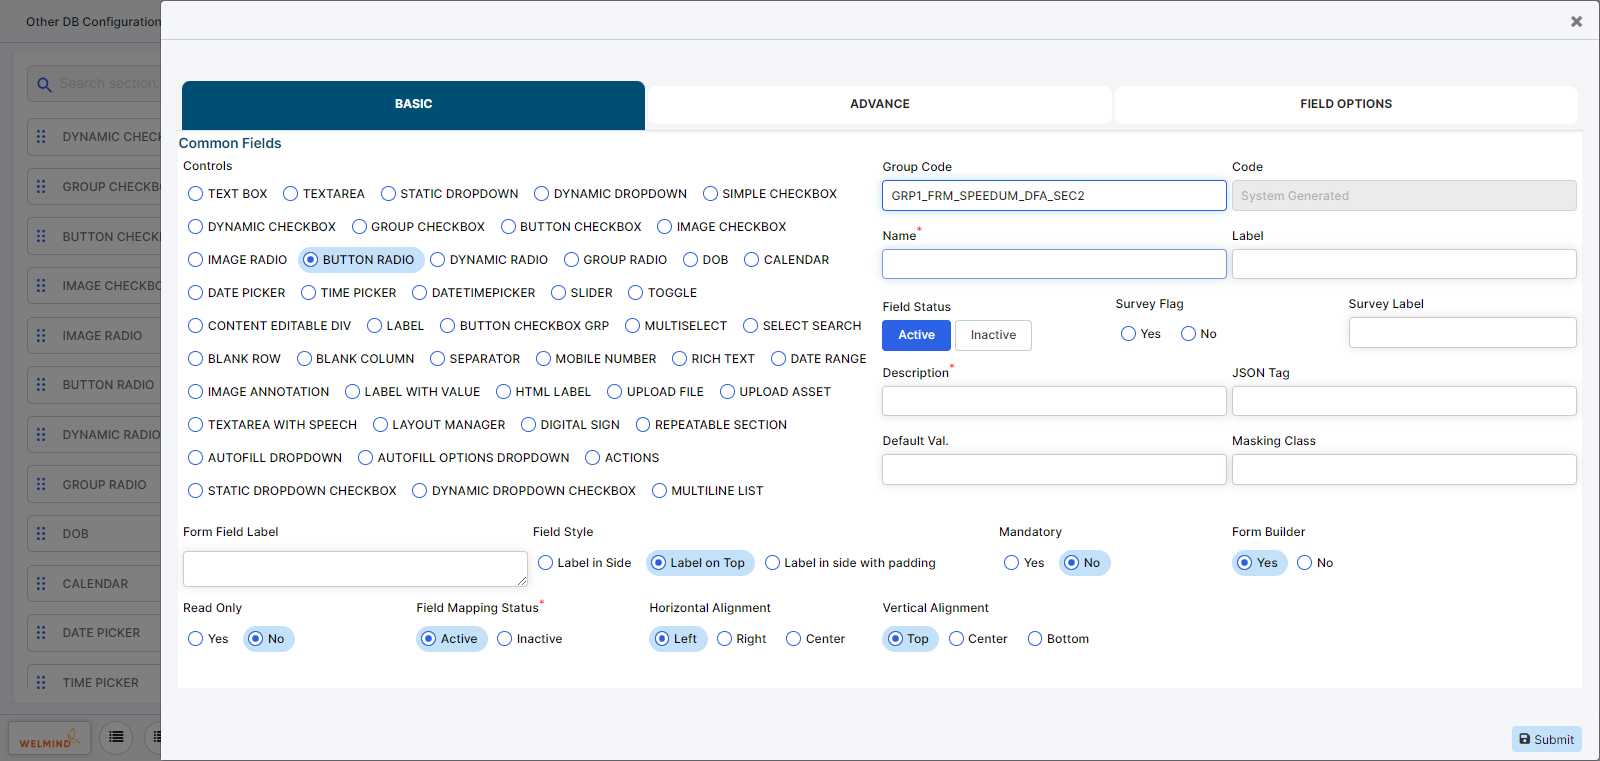 Other DB Configuration
Search section
DYNAMIC CHECK
GROUP CHECKB
BUTTON CHECK
IMAGE CHECKBO
IMAGE RADIO
BUTTON RADIO
DYNAMIC RADIO
GROUP RADIO
DOB
CALENDAR
DATE PICKER
TIME PICKER
WELMIND
BASIC ADVANCE FIELD OPTIONS
Common Fields
Controls
TEXT BOX TEXTAREA STATIC DROPDOWN DYNAMIC DROPDOWN SIMPLE CHECKBOX
DYNAMIC CHECKBOX GROUP CHECKBOX BUTTON CHECKBOX IMAGE CHECKBOX
IMAGE RADIO BUTTON RADIO DYNAMIC RADIO GROUP RADIO DOB CALENDAR
DATE PICKER TIME PICKER DATETIMEPICKER SLIDER TOGGLE
CONTENT EDITABLE DIV LABEL BUTTON CHECKBOX GRP MULTISELECT SELECT SEARCH
BLANK ROW BLANK COLUMN SEPARATOR MOBILE NUMBER RICH TEXT DATE RANGE
IMAGE ANNOTATION LABEL WITH VALUE HTML LABEL UPLOAD FILE UPLOAD ASSET
TEXTAREA WITH SPEECH LAYOUT MANAGER DIGITAL SIGN REPEATABLE SECTION
AUTOFILL DROPDOWN AUTOFILL OPTIONS DROPDOWN ACTIONS
STATIC DROPDOWN CHECKBOX DYNAMIC DROPDOWN CHECKBOX MULTILINE LIST
Group Code Code
GRP1_FRM_SPEEDUM_DFA_SEC2 System Generated
Name* Label
Field Status Survey Flag Survey Label
Active Inactive Yes No
Description* JSON Tag
Default Val. Masking Class
Form Field Label Field Style Mandatory Form Builder
Label in Side Label on Top Label in side with padding Yes No Yes No
Read Only Field Mapping Status* Horizontal Alignment Vertical Alignment
Yes No Active Inactive Left Right Center Top Center Bottom
Submit